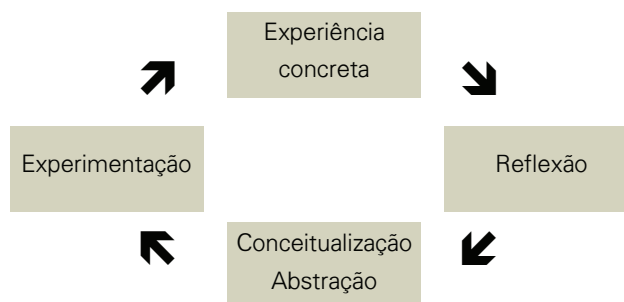 Experiência
concreta
Experimentação
Reflexão
Conceitualização
Abstração